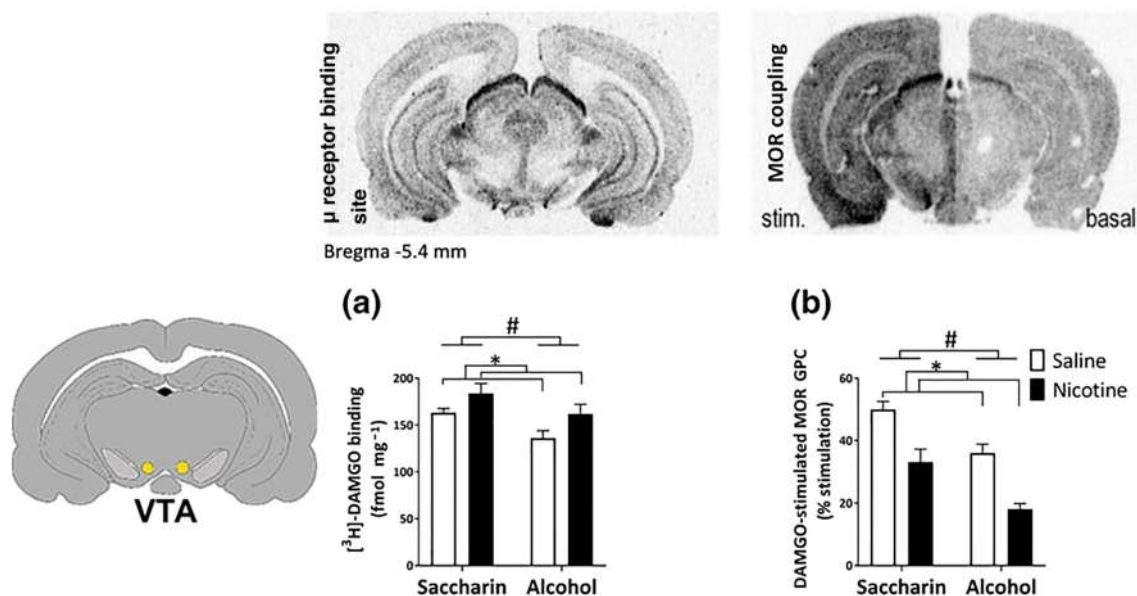 μ receptor binding
site
Bregma -5.4 mm
MOR coupling
stim.
basal
VTA
(a)
#
*
[³H]-DAMGO binding
(fmol mg⁻¹)
200
150
100
50
0
Saccharin
Alcohol
(b)
#
*
Saline
Nicotine
DAMGO-stimulated MOR GPC
(% stimulation)
60
40
20
0
Saccharin
Alcohol